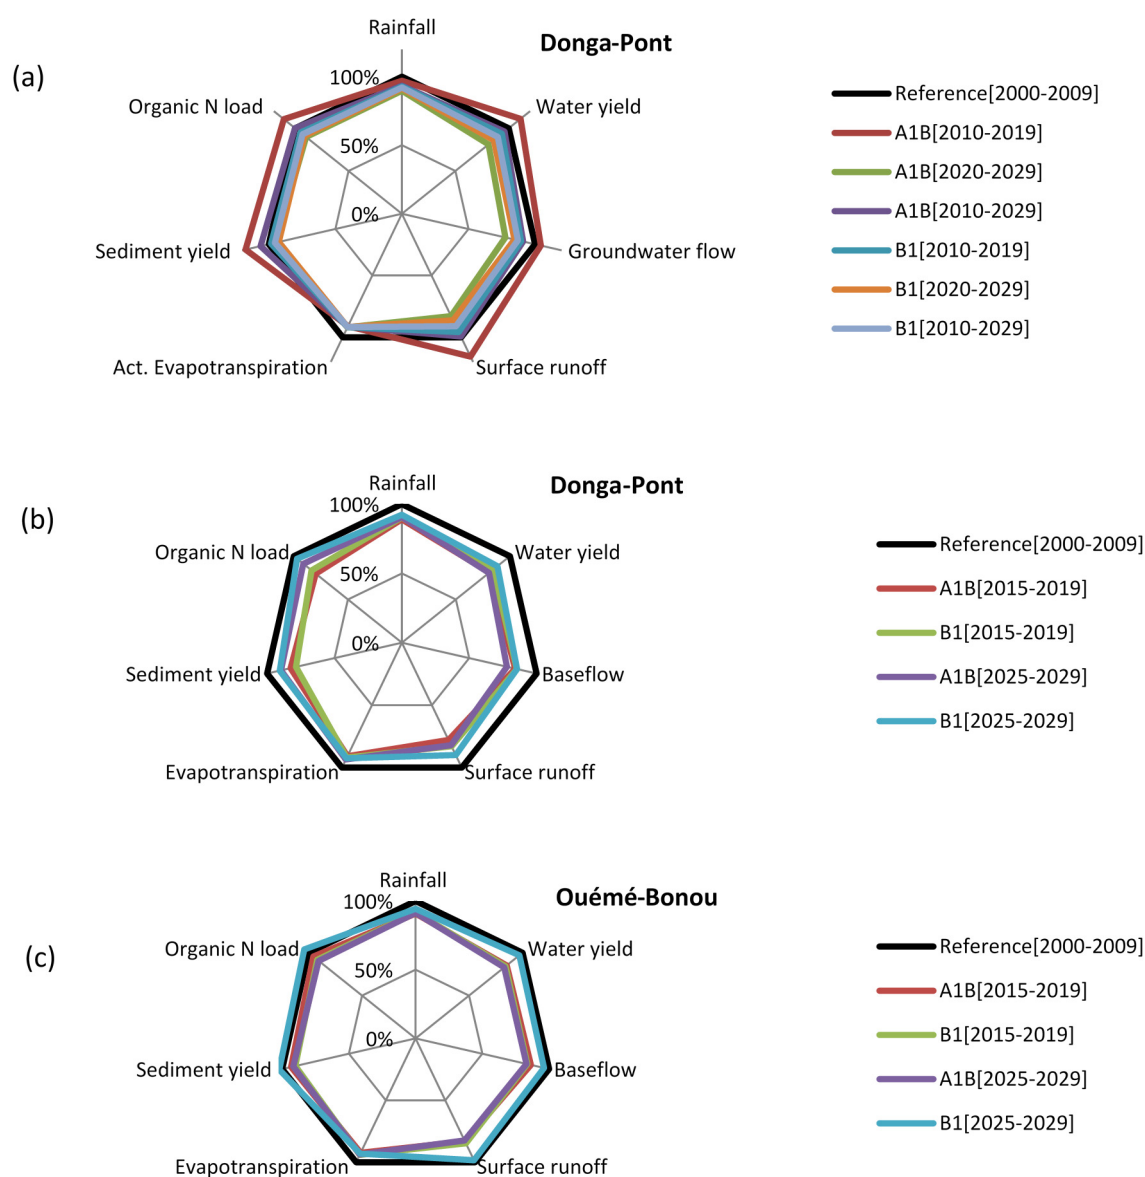 (a)
Donga-Pont
Rainfall
Water yield
Groundwater flow
Surface runoff
Act. Evapotranspiration
Sediment yield
Organic N load
100%
50%
0%
Reference[2000-2009]
A1B[2010-2019]
A1B[2020-2029]
A1B[2010-2029]
B1[2010-2019]
B1[2020-2029]
B1[2010-2029]
(b)
Donga-Pont
Rainfall
Water yield
Baseflow
Surface runoff
Evapotranspiration
Sediment yield
Organic N load
100%
50%
0%
Reference[2000-2009]
A1B[2015-2019]
B1[2015-2019]
A1B[2025-2029]
B1[2025-2029]
(c)
Ouémé-Bonou
Rainfall
Water yield
Baseflow
Surface runoff
Evapotranspiration
Sediment yield
Organic N load
100%
50%
0%
Reference[2000-2009]
A1B[2015-2019]
B1[2015-2019]
A1B[2025-2029]
B1[2025-2029]